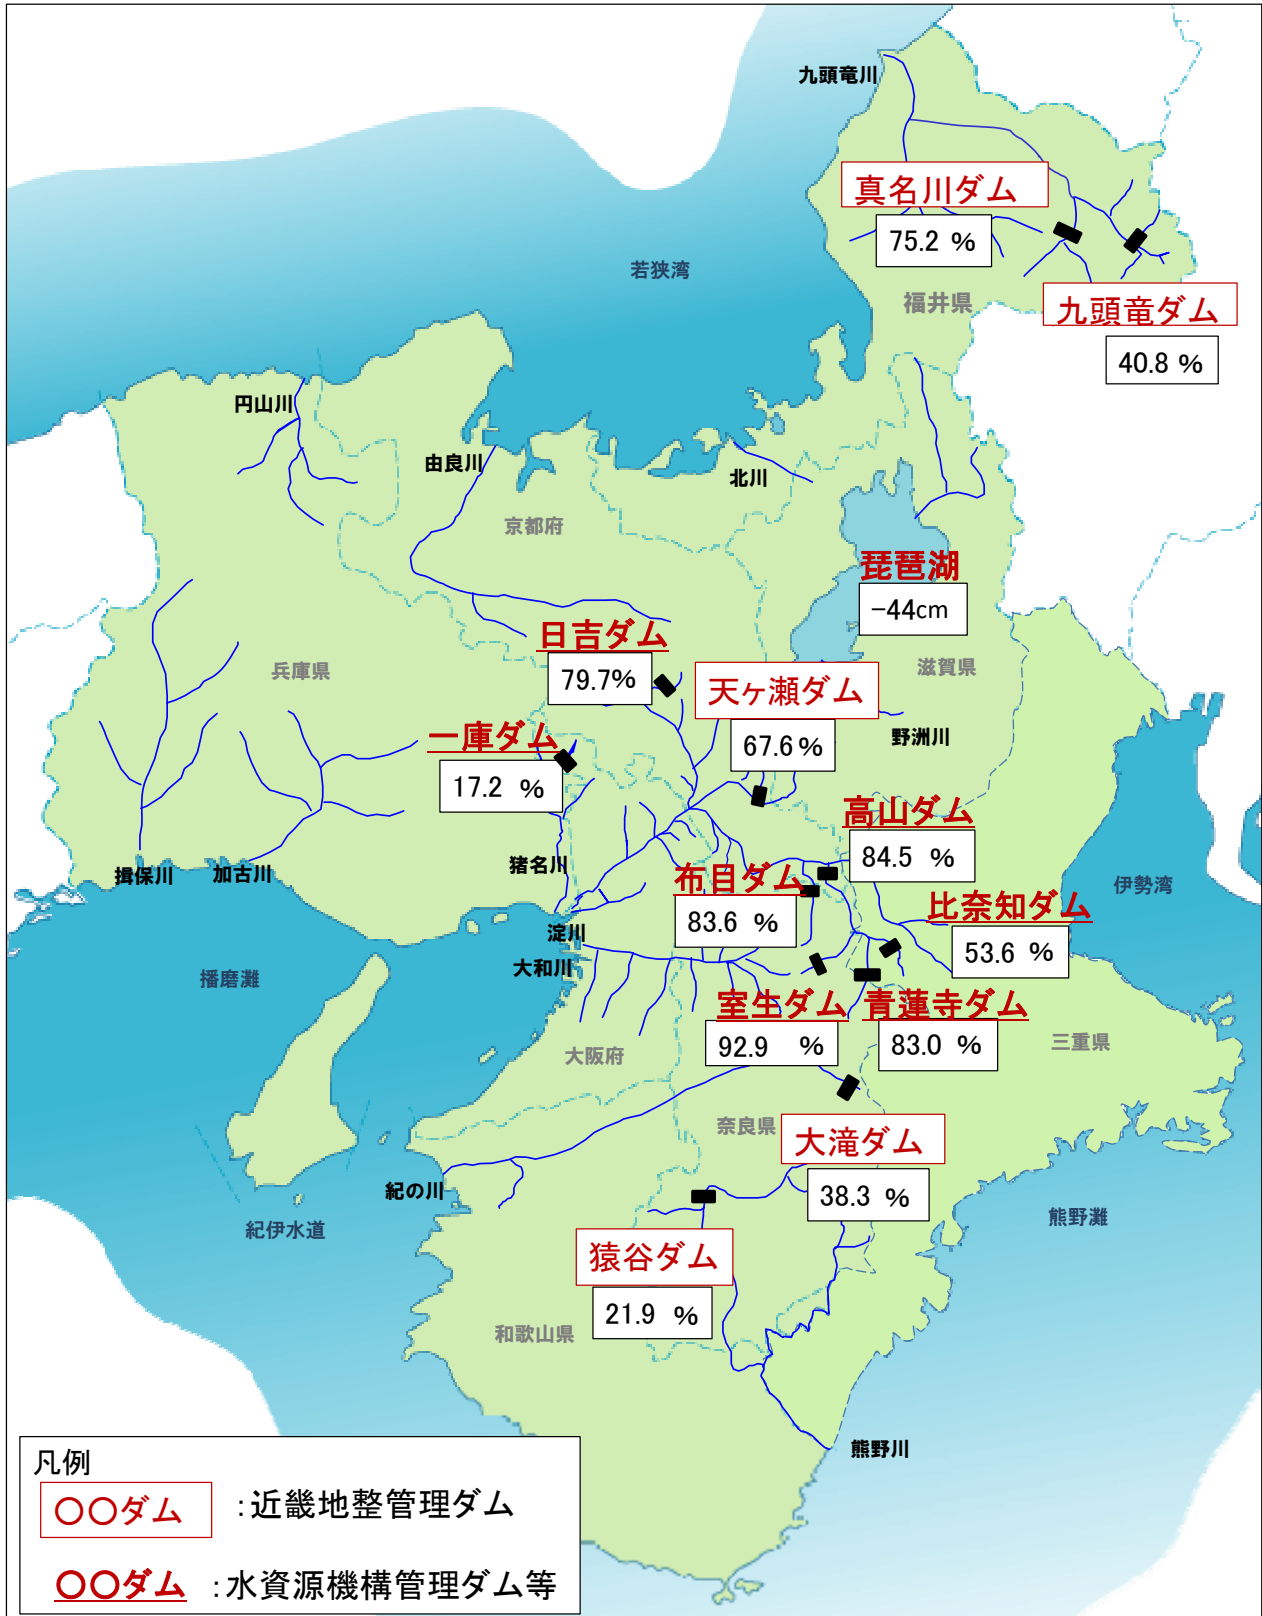 九頭竜川
真名川ダム
75.2 %
若狭湾
福井県
九頭竜ダム
40.8 %
円山川
由良川
北川
京都府
琵琶湖
-44cm
日吉ダム
79.7%
兵庫県
滋賀県
天ヶ瀬ダム
67.6 %
野洲川
一庫ダム
17.2 %
高山ダム
84.5 %
猪名川
揖保川
加古川
布目ダム
83.6 %
伊勢湾
比奈知ダム
53.6 %
淀川
大和川
播磨灘
室生ダム
92.9 %
青蓮寺ダム
83.0 %
大阪府
三重県
奈良県
大滝ダム
38.3 %
紀の川
紀伊水道
熊野灘
猿谷ダム
21.9 %
和歌山県
熊野川
凡例
〇〇ダム :近畿地整管理ダム
〇〇ダム :水資源機構管理ダム等